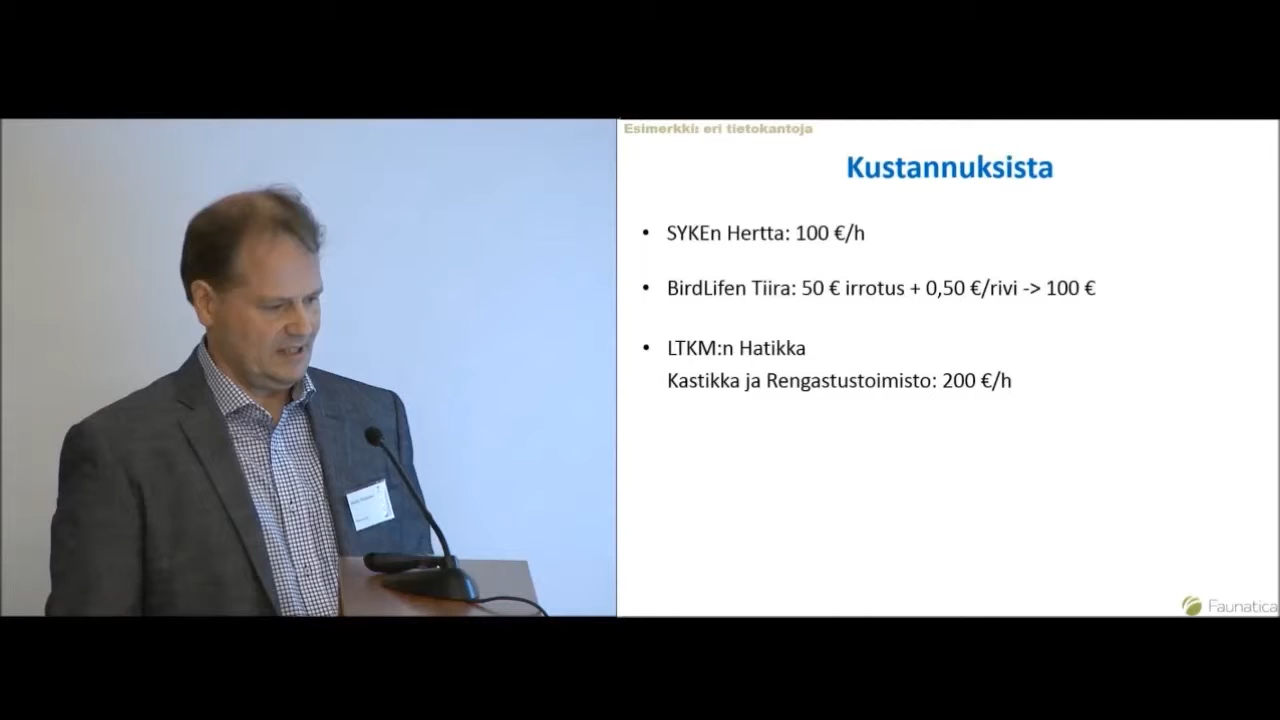 Esimerkki: eri tietokantoja
Kustannuksista
• SYKEn Hertta: 100 €/h
• BirdLifen Tiira: 50 € irrotus + 0,50 €/rivi -> 100 €
• LTKM:n Hatikka
Kastikka ja Rengastustoimisto: 200 €/h
Faunatica